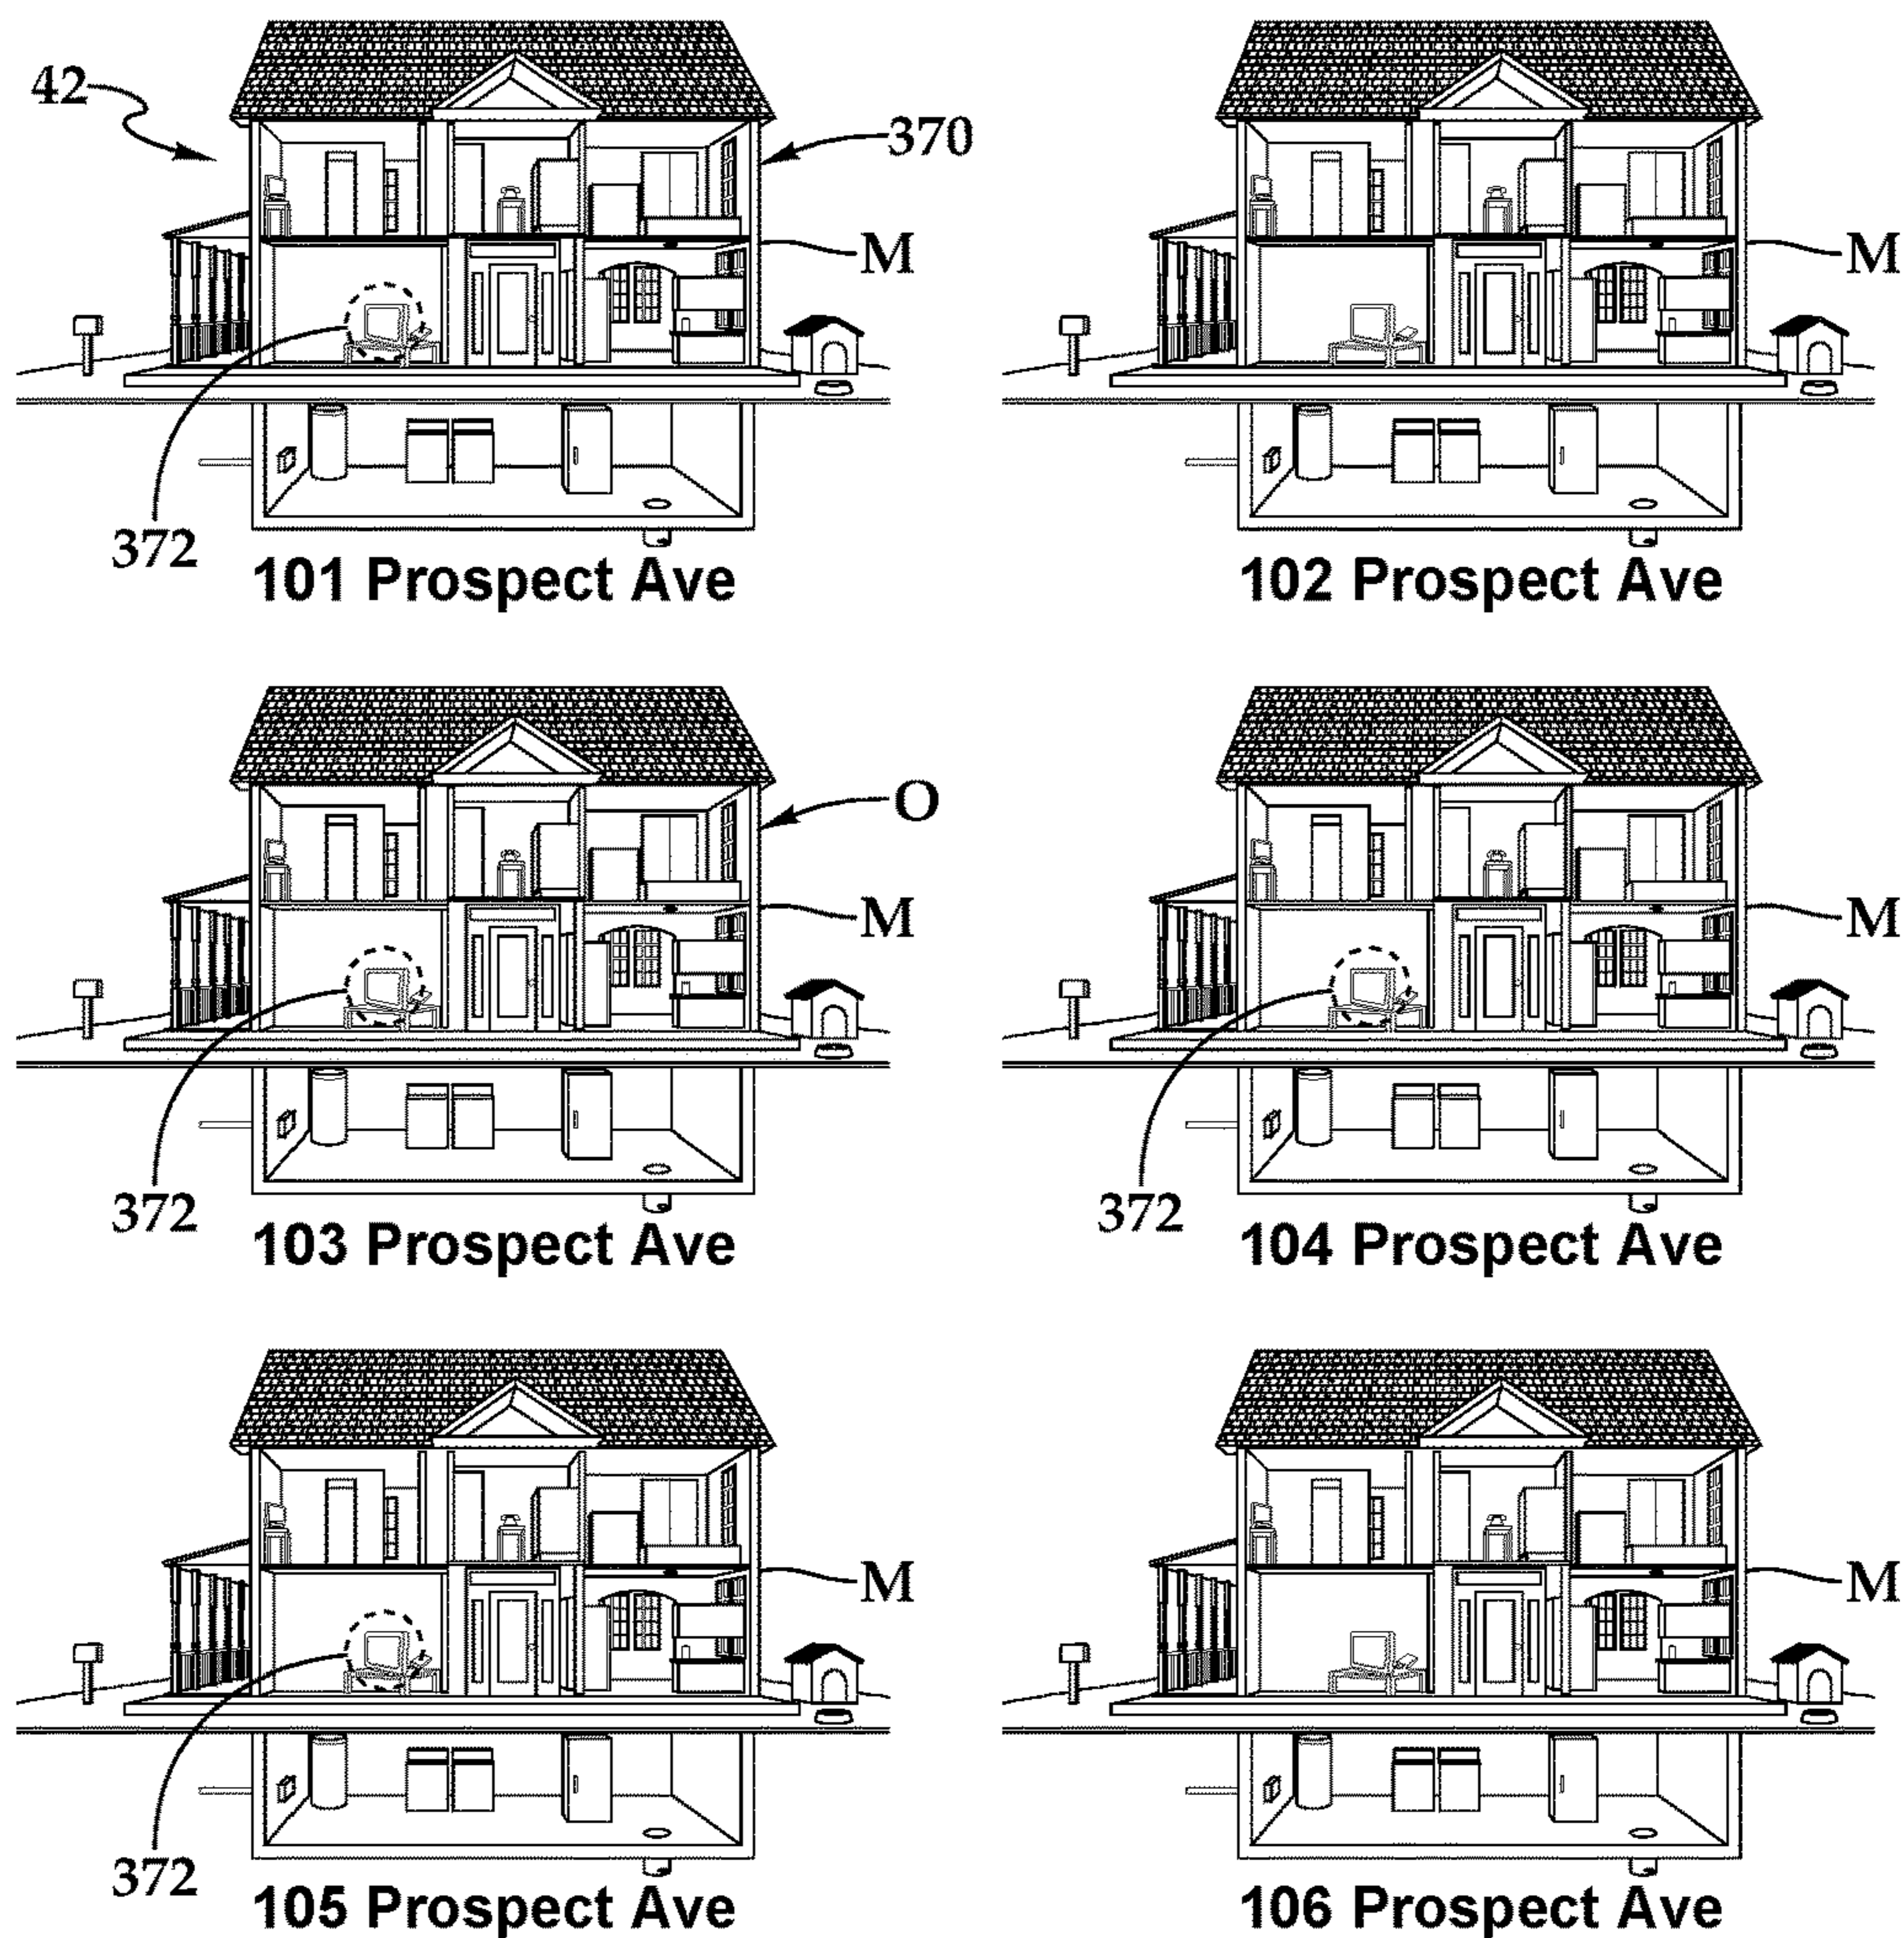 42
370
M
M
372
101 Prospect Ave
102 Prospect Ave
O
M
M
372
372
103 Prospect Ave
104 Prospect Ave
M
M
372
105 Prospect Ave
106 Prospect Ave